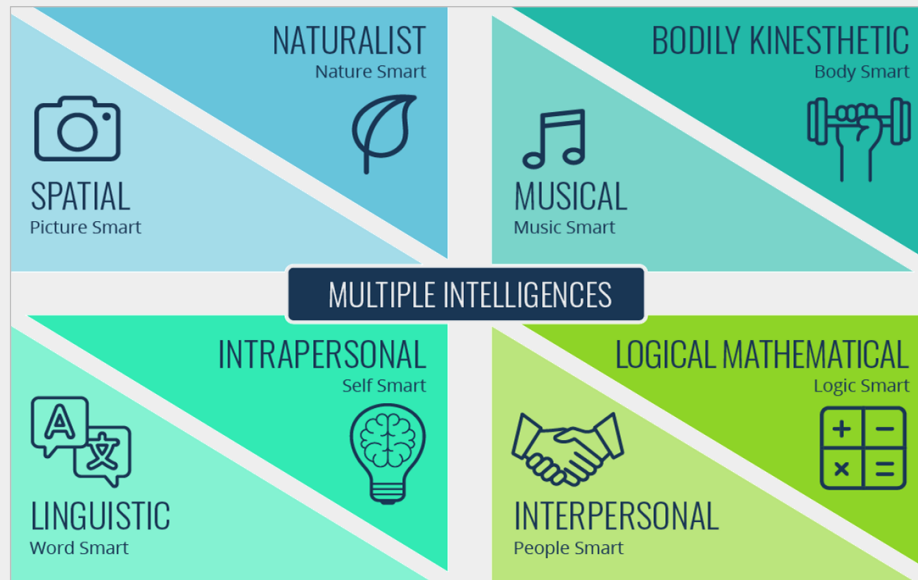 NATURALIST
Nature Smart
SPATIAL
Picture Smart
BODILY KINESTHETIC
Body Smart
MUSICAL
Music Smart
MULTIPLE INTELLIGENCES
INTRAPERSONAL
Self Smart
A
文
LINGUISTIC
Word Smart
LOGICAL MATHEMATICAL
Logic Smart
+ −
× =
INTERPERSONAL
People Smart